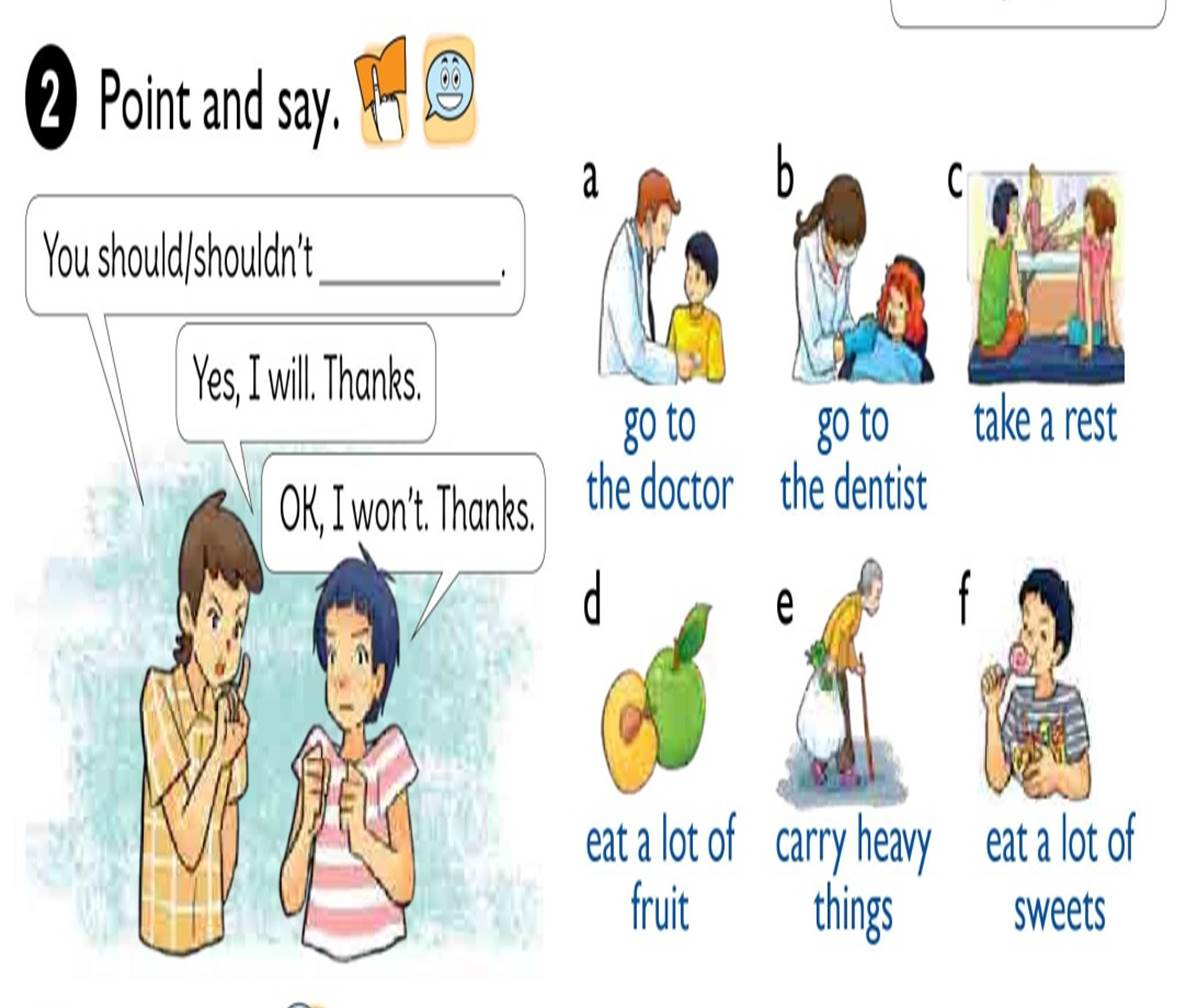 2 Point and say.
You should/shouldn't ____________.
Yes, I will. Thanks.
OK, I won't. Thanks.
a
go to
the doctor
b
go to
the dentist
c
take a rest
d
eat a lot of
fruit
e
carry heavy
things
f
eat a lot of
sweets